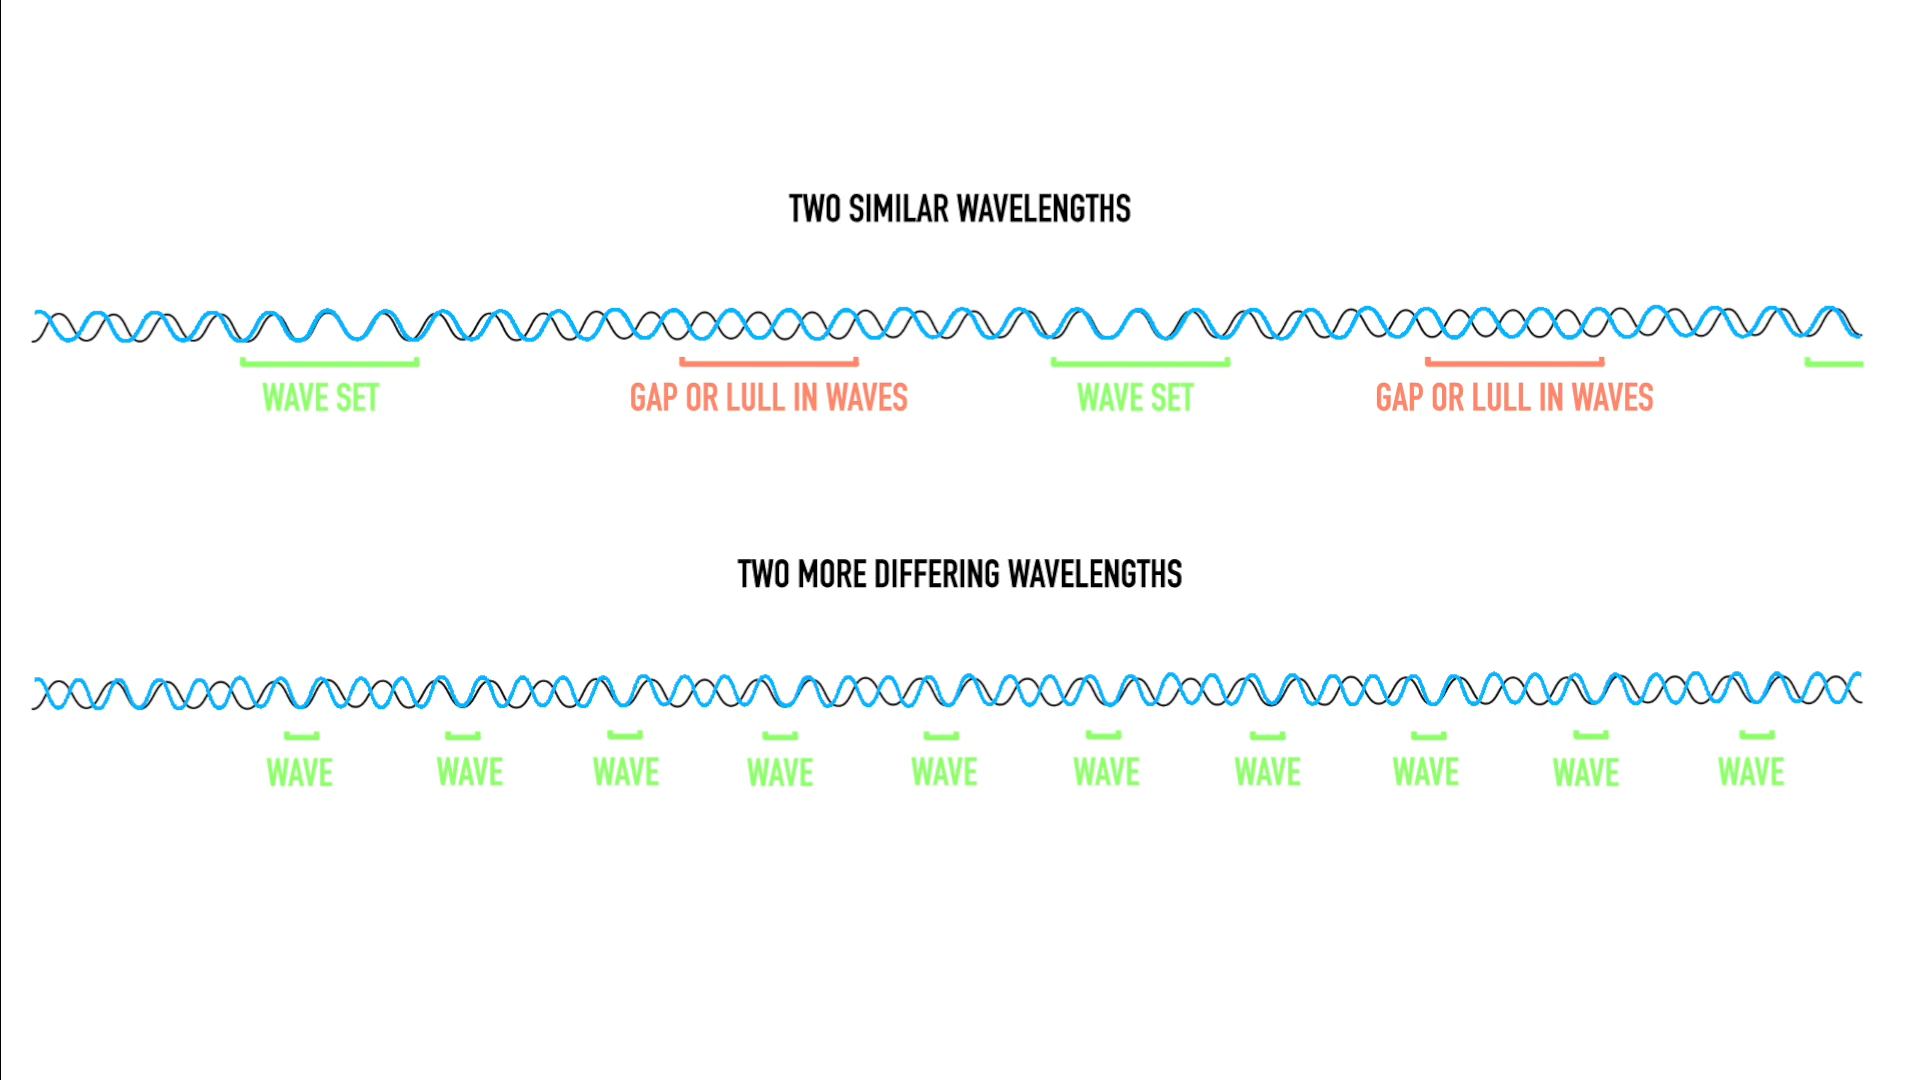 TWO SIMILAR WAVELENGTHS
WAVE SET GAP OR LULL IN WAVES WAVE SET GAP OR LULL IN WAVES
TWO MORE DIFFERING WAVELENGTHS
WAVE WAVE WAVE WAVE WAVE WAVE WAVE WAVE WAVE WAVE